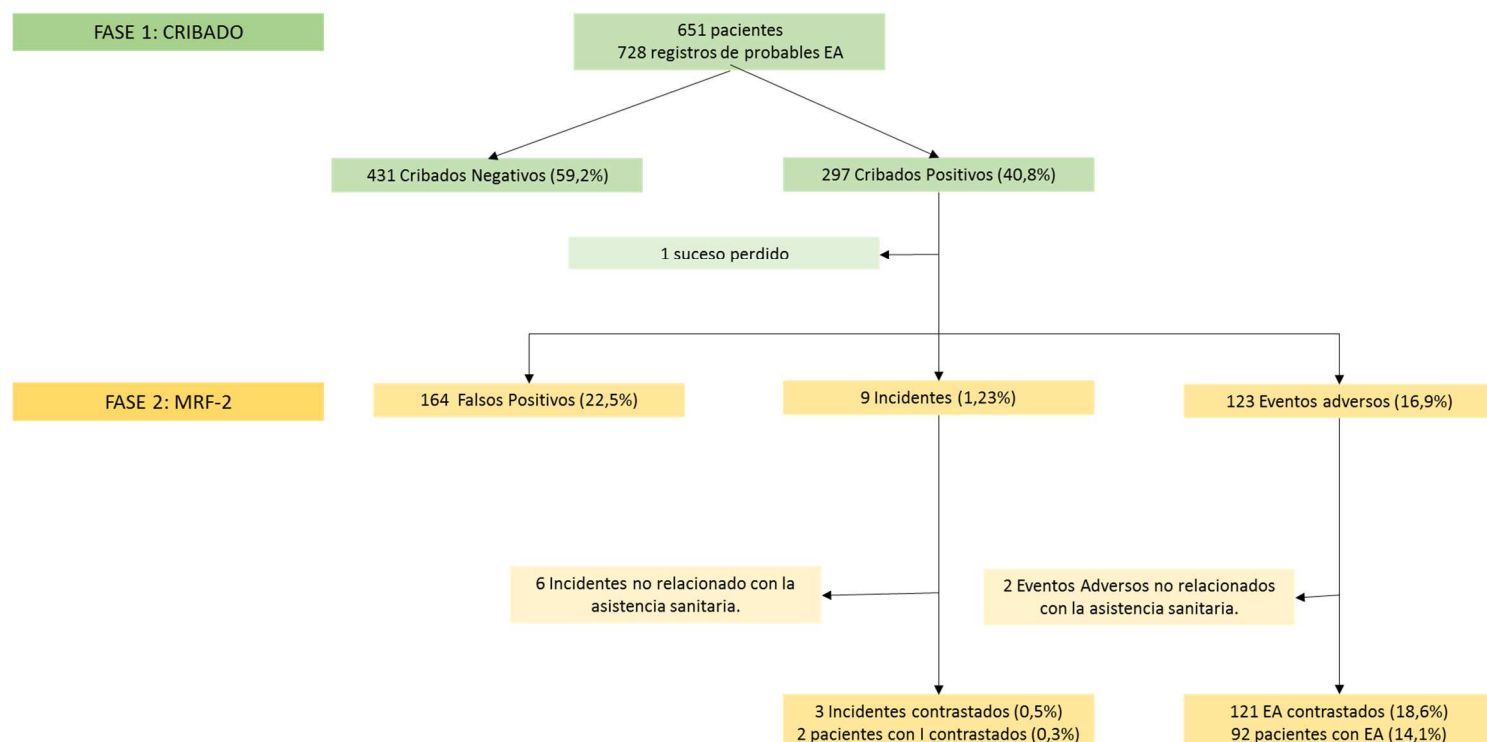 FASE 1: CRIBADO
651 pacientes
728 registros de probables EA
431 Cribados Negativos (59,2%)
297 Cribados Positivos (40,8%)
1 suceso perdido
FASE 2: MRF-2
164 Falsos Positivos (22,5%)
9 Incidentes (1,23%)
123 Eventos adversos (16,9%)
6 Incidentes no relacionado con la
asistencia sanitaria.
2 Eventos Adversos no relacionados
con la asistencia sanitaria.
3 Incidentes contrastados (0,5%)
2 pacientes con I contrastados (0,3%)
121 EA contrastados (18,6%)
92 pacientes con EA (14,1%)